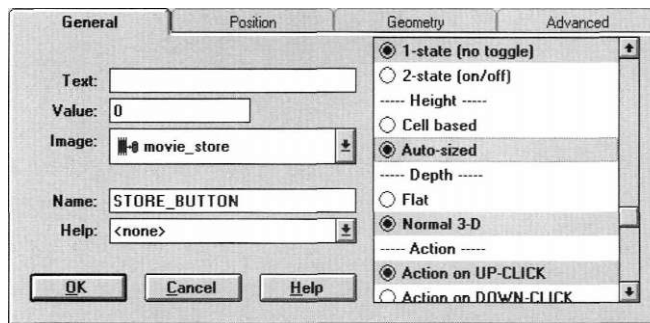 General Position Geometry Advanced
Text:
Value: 0
Image: movie_store
Name: STORE_BUTTON
Help: <none>
OK Cancel Help
1-state (no toggle)
2-state (on/off)
----- Height -----
Cell based
Auto-sized
----- Depth -----
Flat
Normal 3-D
----- Action -----
Action on UP-CLICK
Action on DOWN-CLICK